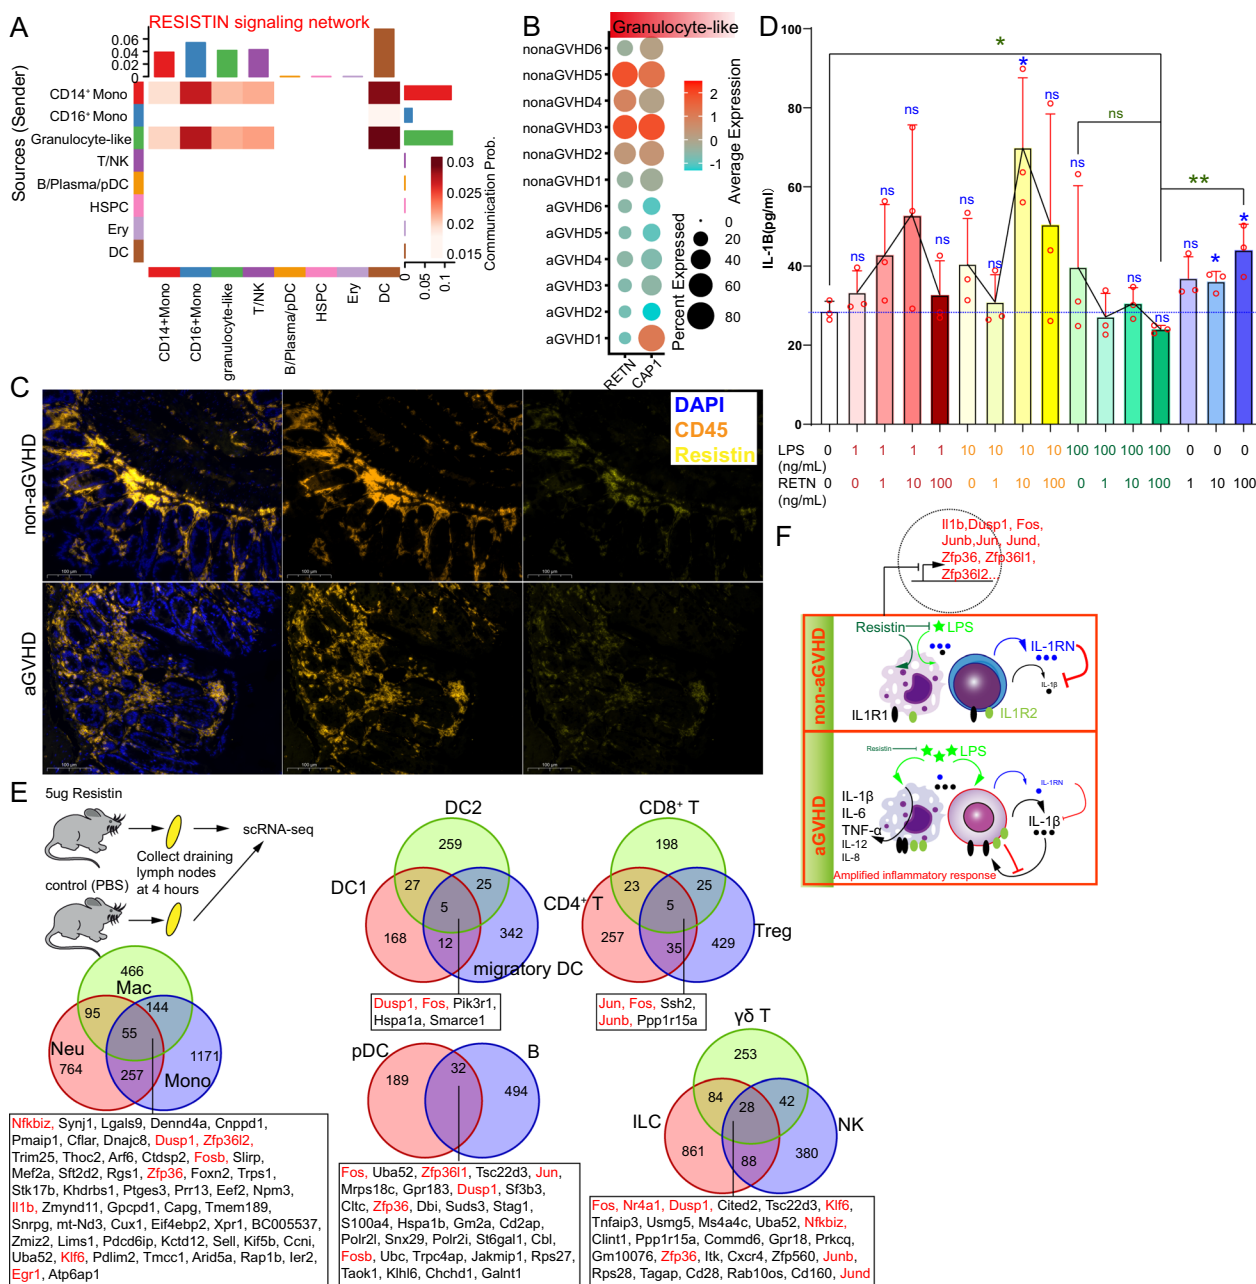 A
RESISTIN signaling network
0.06
0.04
0.02
0
Sources (Sender)
CD14⁺ Mono
CD16⁺ Mono
Granulocyte-like
T/NK
B/Plasma/pDC
HSPC
Ery
DC
0.03
0.025
0.02
0.015
Communication Prob.
0
0.05
0.1
CD14+Mono
CD16+Mono
granulocyte-like
T/NK
B/Plasma/pDC
HSPC
Ery
DC
B
Granulocyte-like
nonaGVHD6
nonaGVHD5
nonaGVHD4
nonaGVHD3
nonaGVHD2
nonaGVHD1
aGVHD6
aGVHD5
aGVHD4
aGVHD3
aGVHD2
aGVHD1
RETN
CAP1
2
1
0
-1
Average Expression
0
20
40
60
80
Percent Expressed
D
IL-1B(pg/ml)
100
80
60
40
20
0
*
ns
**
ns
ns
ns
ns
ns
ns
*
ns
ns
ns
ns
ns
ns
*
*
LPS 0 1 1 1 1 10 10 10 10 100 100 100 100 0 0 0
(ng/mL)
RETN 0 0 1 10 100 0 1 10 100 0 1 10 100 1 10 100
(ng/mL)
C
DAPI
CD45
Resistin
non-aGVHD
100 μm
100 μm
100 μm
aGVHD
100 μm
100 μm
100 μm
E
5ug Resistin
control (PBS)
Collect draining
lymph nodes
at 4 hours
scRNA-seq
466
Mac
95
144
55
Neu
764
257
1171
Mono
Nfkbiz, Synj1, Lgals9, Dennd4a, Cnppd1,
Pmaip1, Cflar, Dnajc8, Dusp1, Zfp36l2,
Trim25, Thoc2, Arf6, Ctdsp2, Fosb, Slirp,
Mef2a, Sft2d2, Rgs1, Zfp36, Foxn2, Trps1,
Stk17b, Khdrbs1, Ptges3, Prr13, Eef2, Npm3,
Il1b, Zmynd11, Gpcpd1, Capg, Tmem189,
Snrpg, mt-Nd3, Cux1, Eif4ebp2, Xpr1, BC005537,
Zmiz2, Lims1, Pdcd6ip, Kctd12, Sell, Kif5b, Ccni,
Uba52, Klf6, Pdlim2, Tmcc1, Arid5a, Rap1b, Ier2,
Egr1, Atp6ap1
DC2
259
DC1
27
25
5
168
12
342
migratory DC
Dusp1, Fos, Pik3r1,
Hspa1a, Smarce1
CD8⁺ T
198
CD4⁺ T
23
25
5
257
35
429
Treg
Jun, Fos, Ssh2,
Junb, Ppp1r15a
pDC
B
189
32
494
Fos, Uba52, Zfp36l1, Tsc22d3, Jun,
Mrps18c, Gpr183, Dusp1, Sf3b3,
Cltc, Zfp36, Dbi, Suds3, Stag1,
S100a4, Hspa1b, Gm2a, Cd2ap,
Polr2l, Snx29, Polr2i, St6gal1, Cbl,
Fosb, Ubc, Trpc4ap, Jakmip1, Rps27,
Taok1, Klhl6, Chchd1, Galnt1
γδ T
253
84
42
28
ILC
NK
861
88
380
Fos, Nr4a1, Dusp1, Cited2, Tsc22d3, Klf6,
Tnfaip3, Usmg5, Ms4a4c, Uba52, Nfkbiz,
Clint1, Ppp1r15a, Commd6, Gpr18, Prkcq,
Gm10076, Zfp36, Itk, Cxcr4, Zfp560, Junb,
Rps28, Tagap, Cd28, Rab10os, Cd160, Jund
F
Il1b,Dusp1, Fos,
Junb,Jun, Jund,
Zfp36, Zfp36l1,
Zfp36l2...
non-aGVHD
Resistin
LPS
IL-1RN
IL-1β
IL1R1
IL1R2
aGVHD
Resistin
LPS
IL-1β
IL-6
TNF-α
IL-12
IL-8
IL-1RN
IL-1β
Amplified inflammatory response